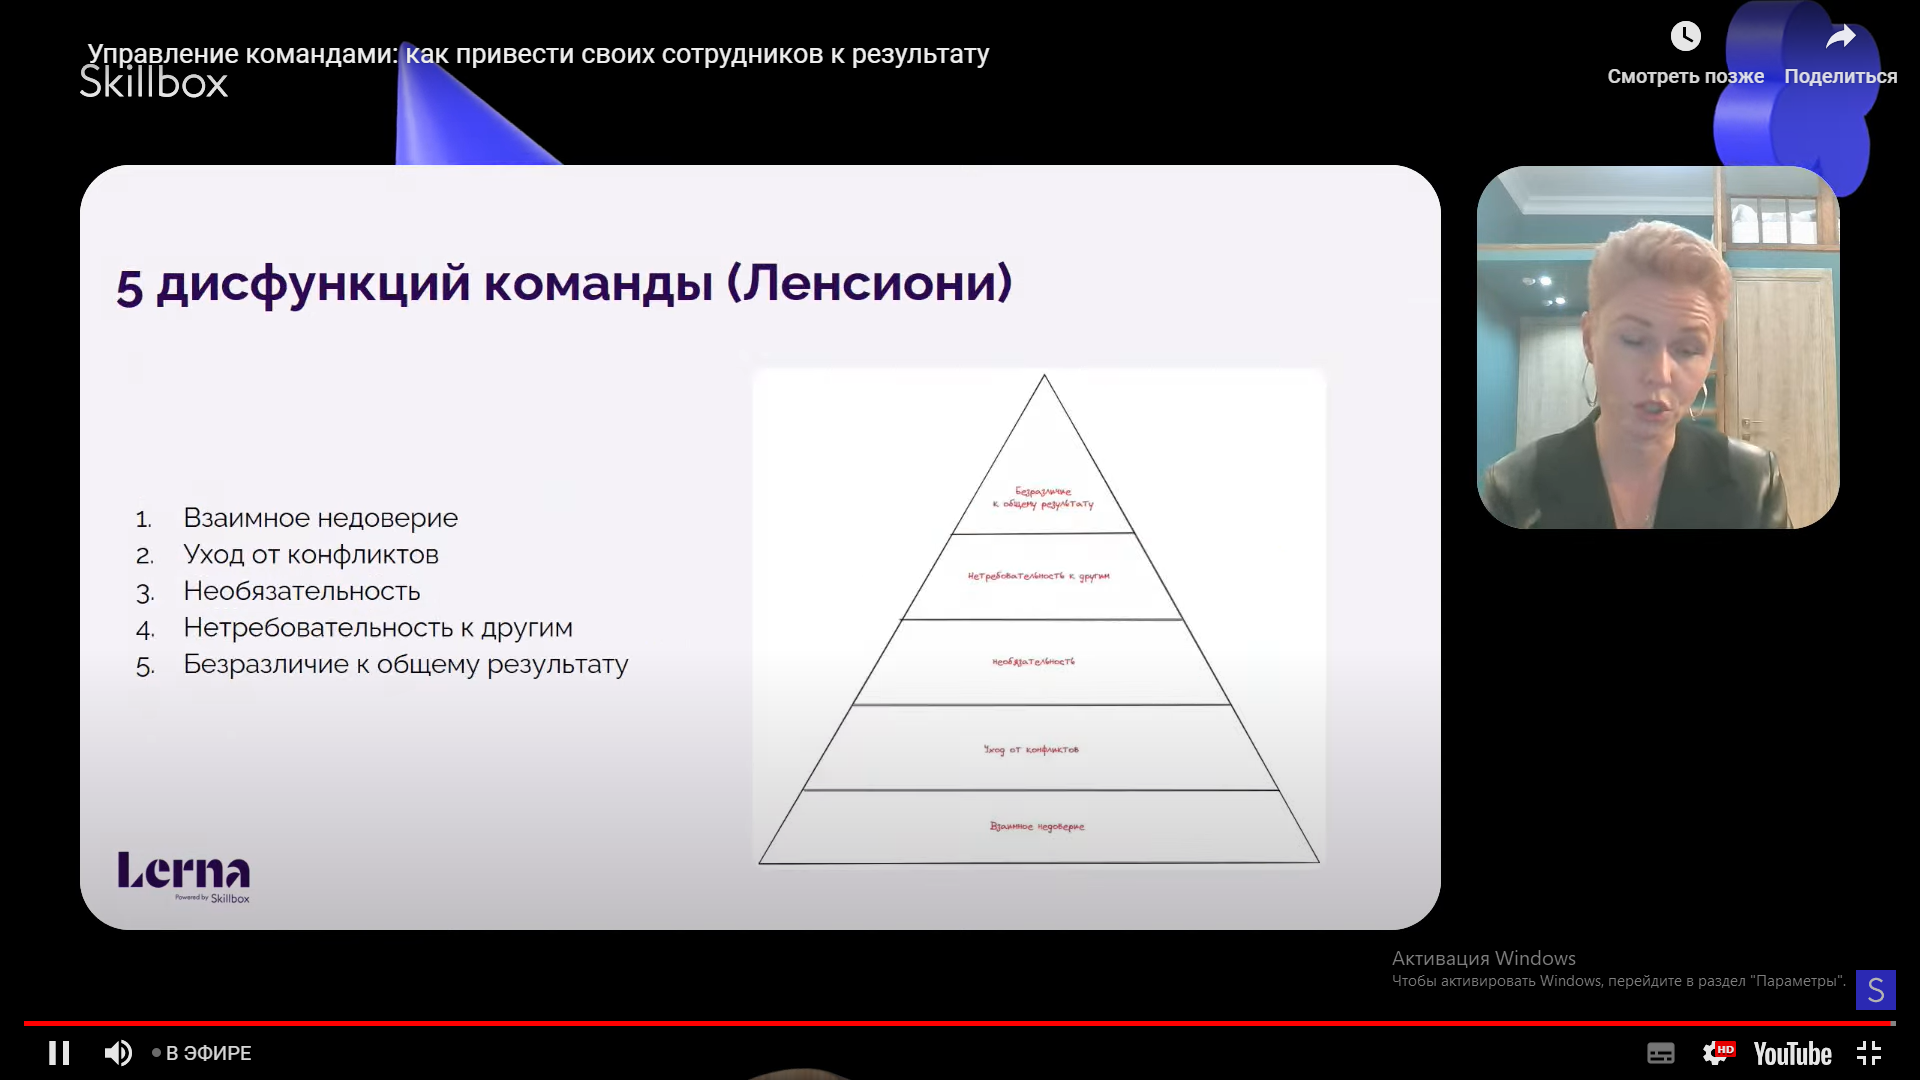 Управление командами: как привести своих сотрудников к результату
Skillbox
Смотреть позже
Поделиться
5 дисфункций команды (Ленсиони)
1. Взаимное недоверие
2. Уход от конфликтов
3. Необязательность
4. Нетребовательность к другим
5. Безразличие к общему результату
Безразличие
к общему результату
Нетребовательность к другим
необязательность
Уход от конфликтов
Взаимное недоверие
Lerna
Powered by Skillbox
Активация Windows
Чтобы активировать Windows, перейдите в раздел "Параметры".
S
В ЭФИРЕ
HD
YouTube